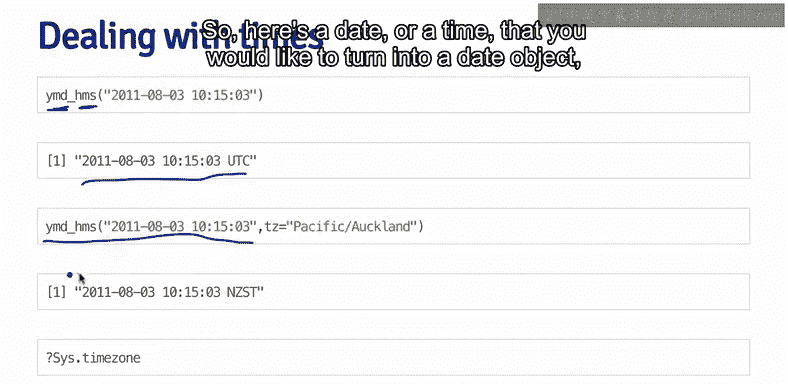 Dealing with times
So, here's a date, or a time, that you
would like to turn into a date object,
ymd_hms("2011-08-03 10:15:03")
[1] "2011-08-03 10:15:03 UTC"
ymd_hms("2011-08-03 10:15:03",tz="Pacific/Auckland")
[1] "2011-08-03 10:15:03 NZST"
?Sys.timezone